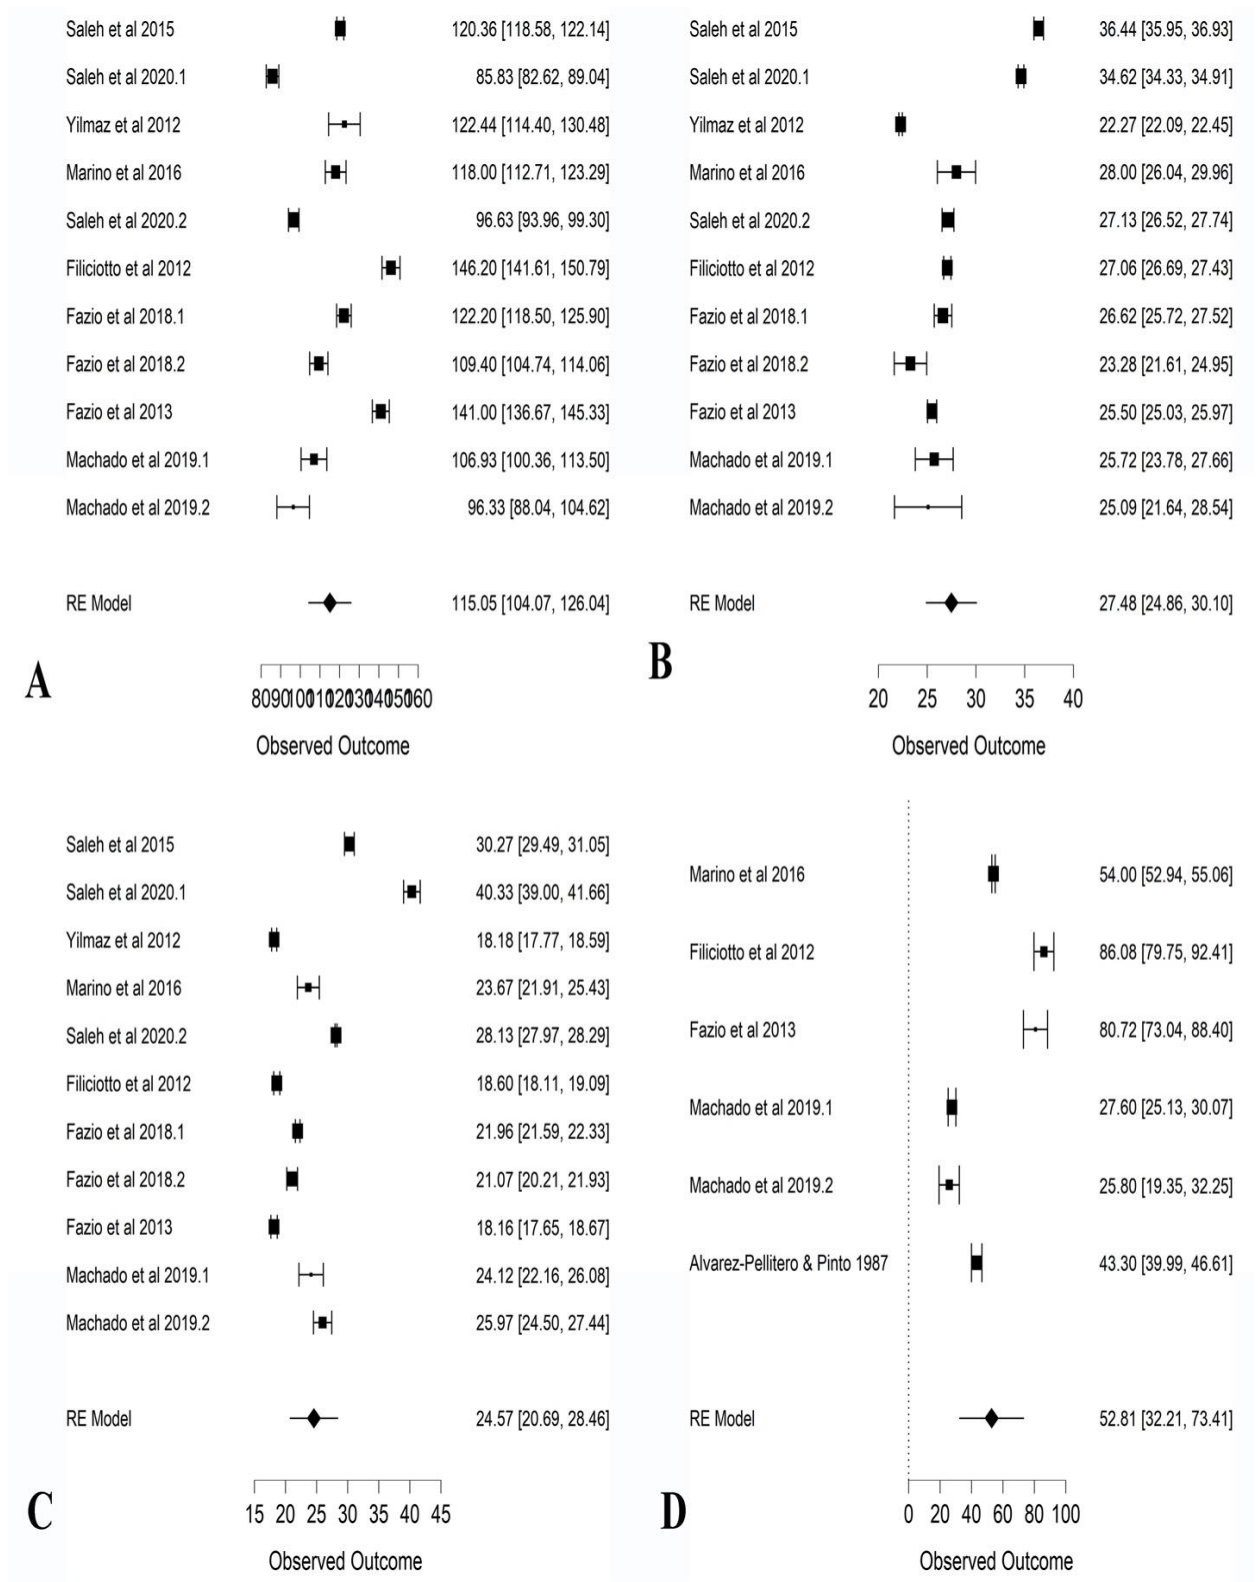 Saleh et al 2015 120.36 [118.58, 122.14]
Saleh et al 2020.1 85.83 [82.62, 89.04]
Yilmaz et al 2012 122.44 [114.40, 130.48]
Marino et al 2016 118.00 [112.71, 123.29]
Saleh et al 2020.2 96.63 [93.96, 99.30]
Filiciotto et al 2012 146.20 [141.61, 150.79]
Fazio et al 2018.1 122.20 [118.50, 125.90]
Fazio et al 2018.2 109.40 [104.74, 114.06]
Fazio et al 2013 141.00 [136.67, 145.33]
Machado et al 2019.1 106.93 [100.36, 113.50]
Machado et al 2019.2 96.33 [88.04, 104.62]
RE Model 115.05 [104.07, 126.04]
A
80 90 100 110 120 130 140 150 160
Observed Outcome
Saleh et al 2015 36.44 [35.95, 36.93]
Saleh et al 2020.1 34.62 [34.33, 34.91]
Yilmaz et al 2012 22.27 [22.09, 22.45]
Marino et al 2016 28.00 [26.04, 29.96]
Saleh et al 2020.2 27.13 [26.52, 27.74]
Filiciotto et al 2012 27.06 [26.69, 27.43]
Fazio et al 2018.1 26.62 [25.72, 27.52]
Fazio et al 2018.2 23.28 [21.61, 24.95]
Fazio et al 2013 25.50 [25.03, 25.97]
Machado et al 2019.1 25.72 [23.78, 27.66]
Machado et al 2019.2 25.09 [21.64, 28.54]
RE Model 27.48 [24.86, 30.10]
B
20 25 30 35 40
Observed Outcome
Saleh et al 2015 30.27 [29.49, 31.05]
Saleh et al 2020.1 40.33 [39.00, 41.66]
Yilmaz et al 2012 18.18 [17.77, 18.59]
Marino et al 2016 23.67 [21.91, 25.43]
Saleh et al 2020.2 28.13 [27.97, 28.29]
Filiciotto et al 2012 18.60 [18.11, 19.09]
Fazio et al 2018.1 21.96 [21.59, 22.33]
Fazio et al 2018.2 21.07 [20.21, 21.93]
Fazio et al 2013 18.16 [17.65, 18.67]
Machado et al 2019.1 24.12 [22.16, 26.08]
Machado et al 2019.2 25.97 [24.50, 27.44]
RE Model 24.57 [20.69, 28.46]
C
15 20 25 30 35 40 45
Observed Outcome
Marino et al 2016 54.00 [52.94, 55.06]
Filiciotto et al 2012 86.08 [79.75, 92.41]
Fazio et al 2013 80.72 [73.04, 88.40]
Machado et al 2019.1 27.60 [25.13, 30.07]
Machado et al 2019.2 25.80 [19.35, 32.25]
Alvarez-Pellitero & Pinto 1987 43.30 [39.99, 46.61]
RE Model 52.81 [32.21, 73.41]
D
0 20 40 60 80 100
Observed Outcome